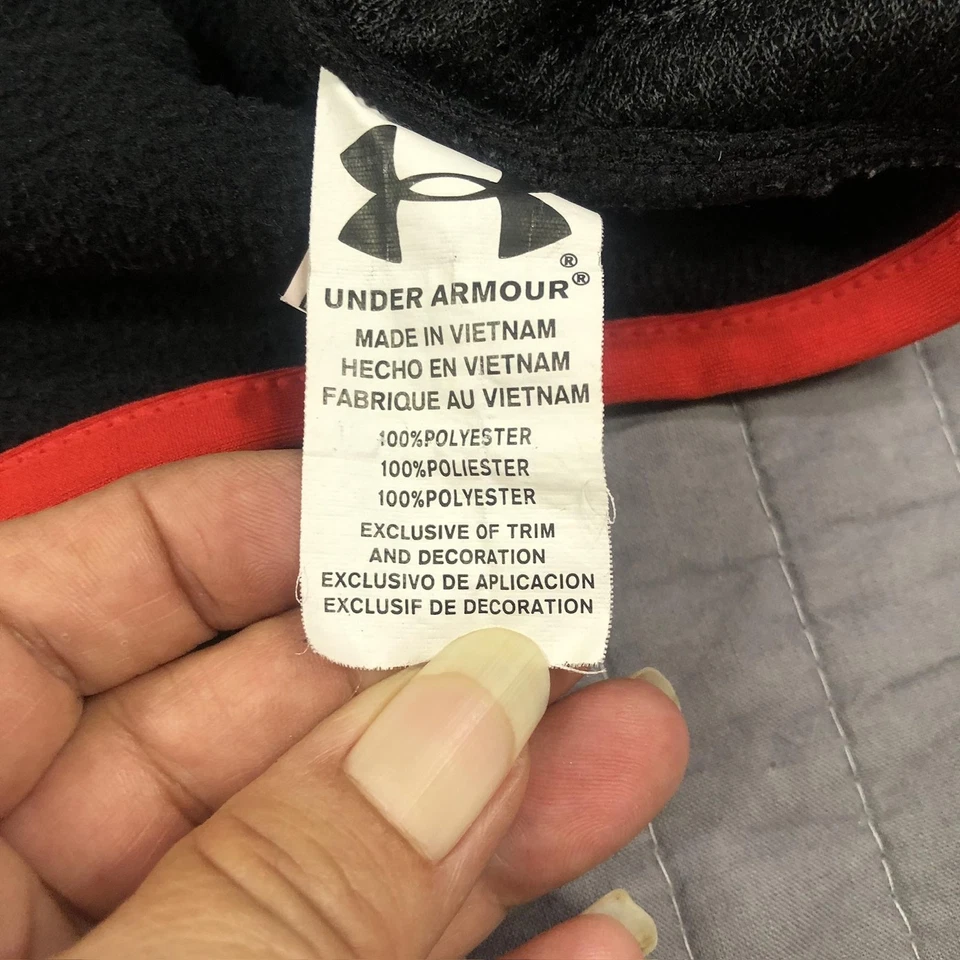 ®
UNDER ARMOUR®
MADE IN VIETNAM
HECHO EN VIETNAM
FABRIQUE AU VIETNAM
100%POLYESTER
100%POLIESTER
100%POLYESTER
EXCLUSIVE OF TRIM
AND DECORATION
EXCLUSIVO DE APLICACION
EXCLUSIF DE DECORATION